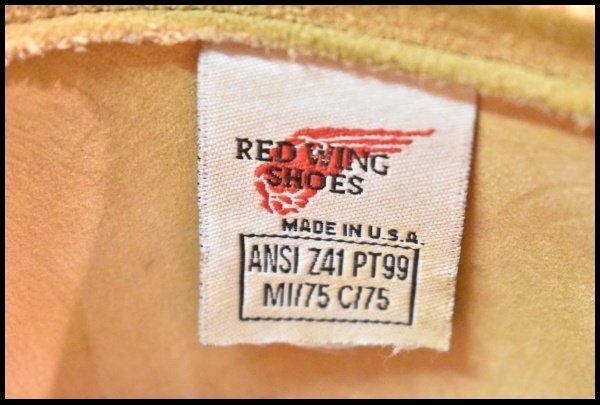 RED WING
SHOES
MADE IN U.S.A.
ANSI Z41 PT99
MI/75 C/75